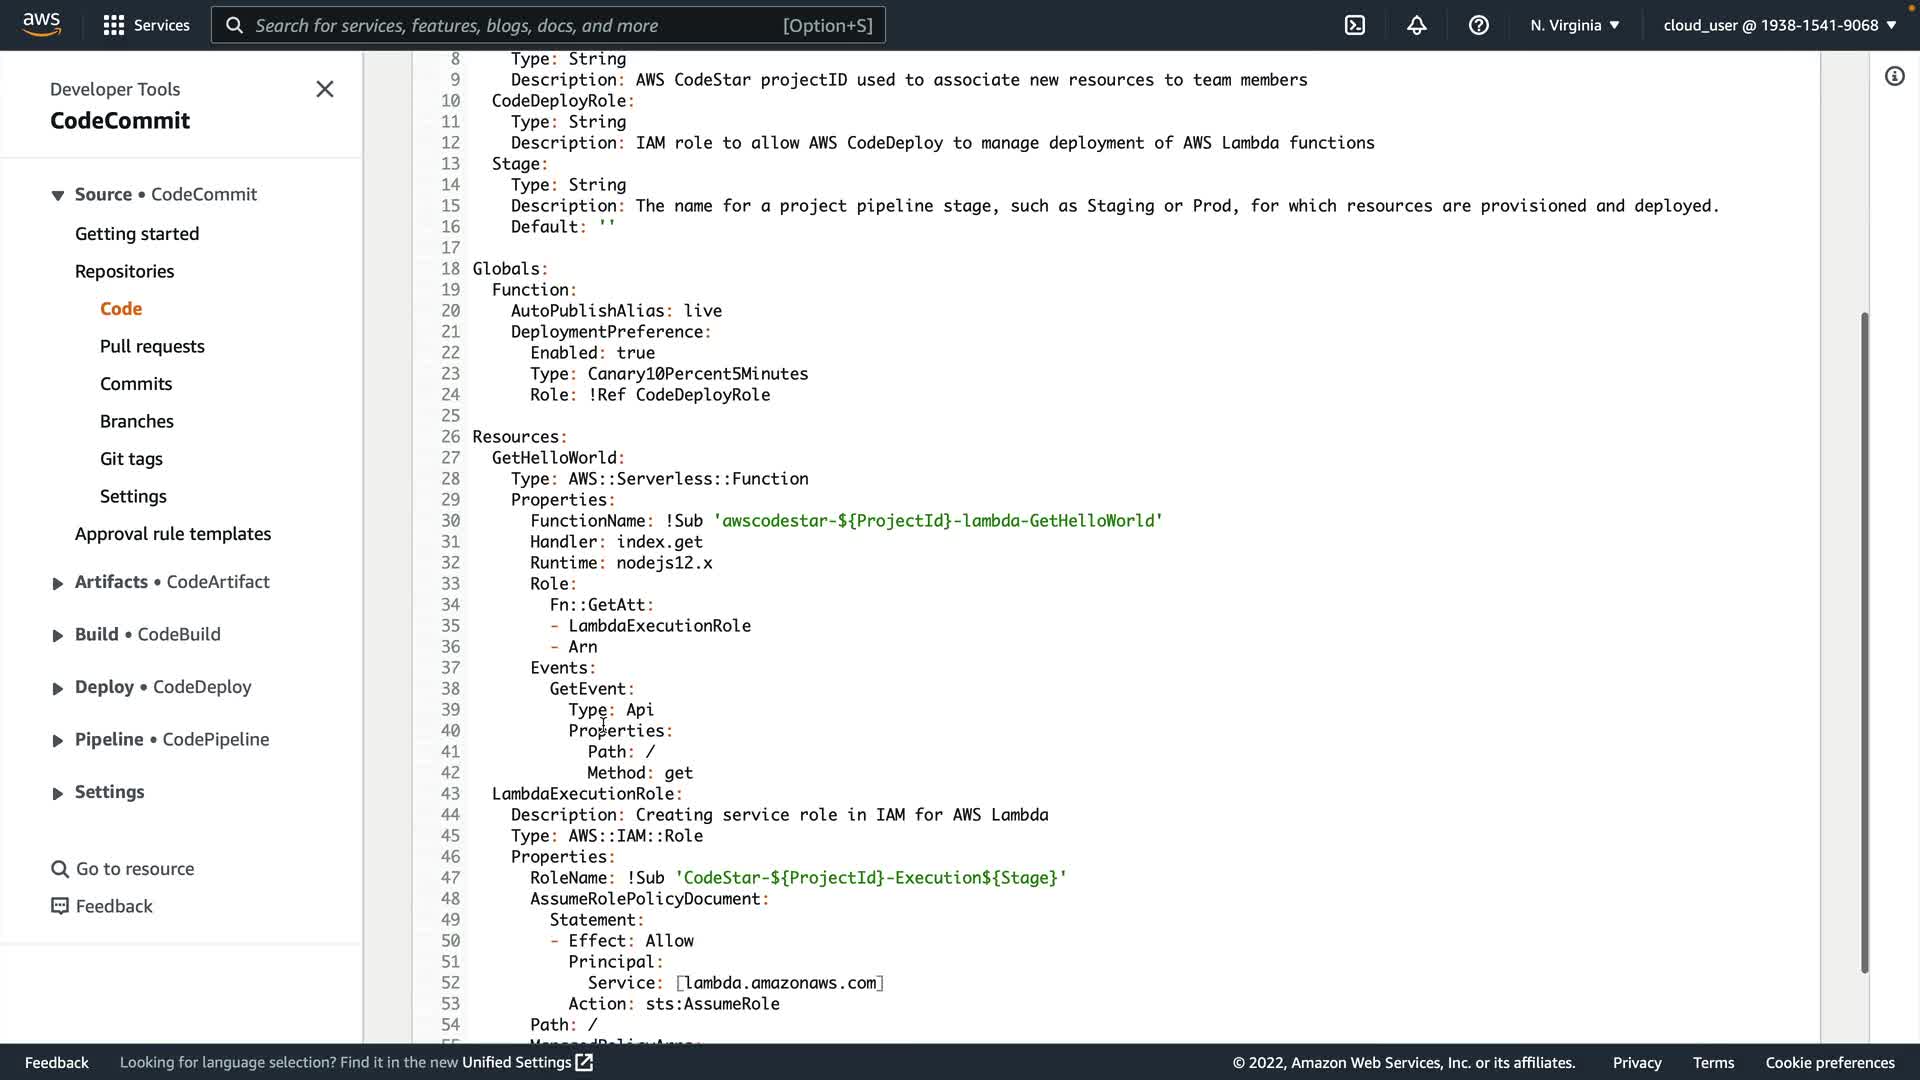 aws
Services
Search for services, features, blogs, docs, and more
[Option+S]
N. Virginia ▼
cloud_user @ 1938-1541-9068 ▼
Developer Tools
CodeCommit
Source • CodeCommit
Getting started
Repositories
Code
Pull requests
Commits
Branches
Git tags
Settings
Approval rule templates
Artifacts • CodeArtifact
Build • CodeBuild
Deploy • CodeDeploy
Pipeline • CodePipeline
Settings
Go to resource
Feedback
8     Type: String
9     Description: AWS CodeStar projectID used to associate new resources to team members
10   CodeDeployRole:
11     Type: String
12     Description: IAM role to allow AWS CodeDeploy to manage deployment of AWS Lambda functions
13   Stage:
14     Type: String
15     Description: The name for a project pipeline stage, such as Staging or Prod, for which resources are provisioned and deployed.
16     Default: ''
17
18 Globals:
19   Function:
20     AutoPublishAlias: live
21     DeploymentPreference:
22       Enabled: true
23       Type: Canary10Percent5Minutes
24       Role: !Ref CodeDeployRole
25
26 Resources:
27   GetHelloWorld:
28     Type: AWS::Serverless::Function
29     Properties:
30       FunctionName: !Sub 'awscodestar-${ProjectId}-lambda-GetHelloWorld'
31       Handler: index.get
32       Runtime: nodejs12.x
33       Role:
34         Fn::GetAtt:
35         - LambdaExecutionRole
36         - Arn
37       Events:
38         GetEvent:
39           Type: Api
40           Properties:
41             Path: /
42             Method: get
43   LambdaExecutionRole:
44     Description: Creating service role in IAM for AWS Lambda
45     Type: AWS::IAM::Role
46     Properties:
47       RoleName: !Sub 'CodeStar-${ProjectId}-Execution${Stage}'
48       AssumeRolePolicyDocument:
49         Statement:
50         - Effect: Allow
51           Principal:
52             Service: [lambda.amazonaws.com]
53           Action: sts:AssumeRole
54       Path: /
Feedback
Looking for language selection? Find it in the new Unified Settings
© 2022, Amazon Web Services, Inc. or its affiliates.
Privacy
Terms
Cookie preferences